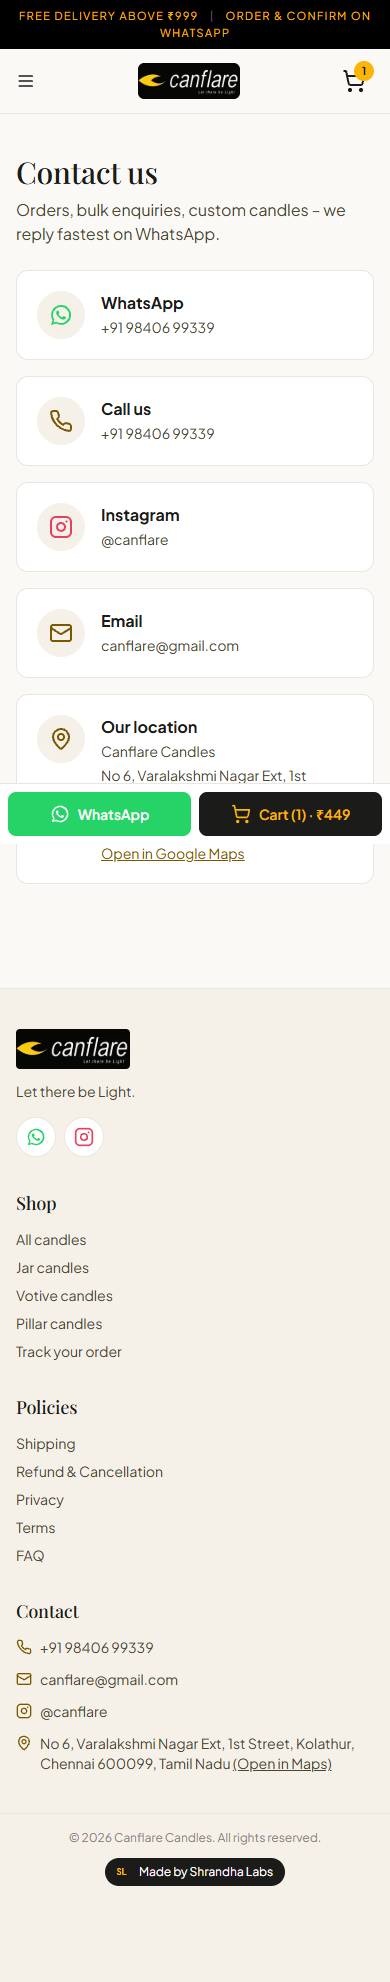 FREE DELIVERY ABOVE ₹999 | ORDER & CONFIRM ON
WHATSAPP
canflare
Let there be Light
1
Contact us
Orders, bulk enquiries, custom candles – we
reply fastest on WhatsApp.
WhatsApp
+91 98406 99339
Call us
+91 98406 99339
Instagram
@canflare
Email
canflare@gmail.com
Our location
Canflare Candles
No 6, Varalakshmi Nagar Ext, 1st
WhatsApp
Cart (1) · ₹449
Open in Google Maps
canflare
Let there be Light
Let there be Light.
Shop
All candles
Jar candles
Votive candles
Pillar candles
Track your order
Policies
Shipping
Refund & Cancellation
Privacy
Terms
FAQ
Contact
+91 98406 99339
canflare@gmail.com
@canflare
No 6, Varalakshmi Nagar Ext, 1st Street, Kolathur,
Chennai 600099, Tamil Nadu (Open in Maps)
© 2026 Canflare Candles. All rights reserved.
SL Made by Shrandha Labs